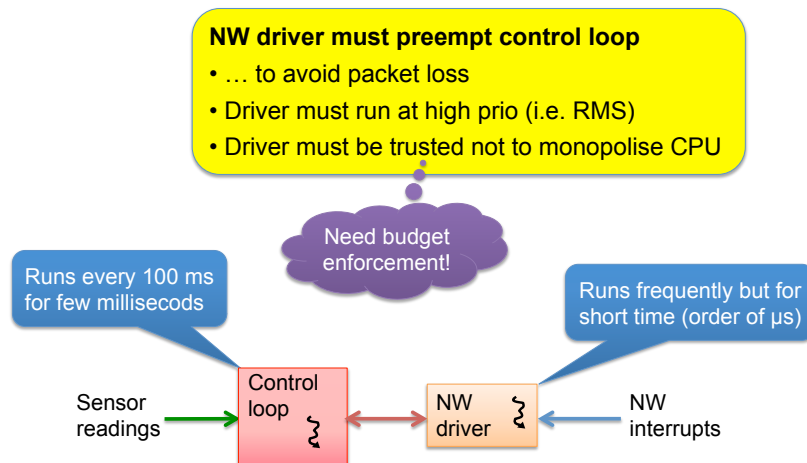 NW driver must preempt control loop
• … to avoid packet loss
• Driver must run at high prio (i.e. RMS)
• Driver must be trusted not to monopolise CPU
Need budget
enforcement!
Runs every 100 ms
for few millisecods
Runs frequently but for
short time (order of µs)
Sensor
readings
Control
loop
NW
driver
NW
interrupts